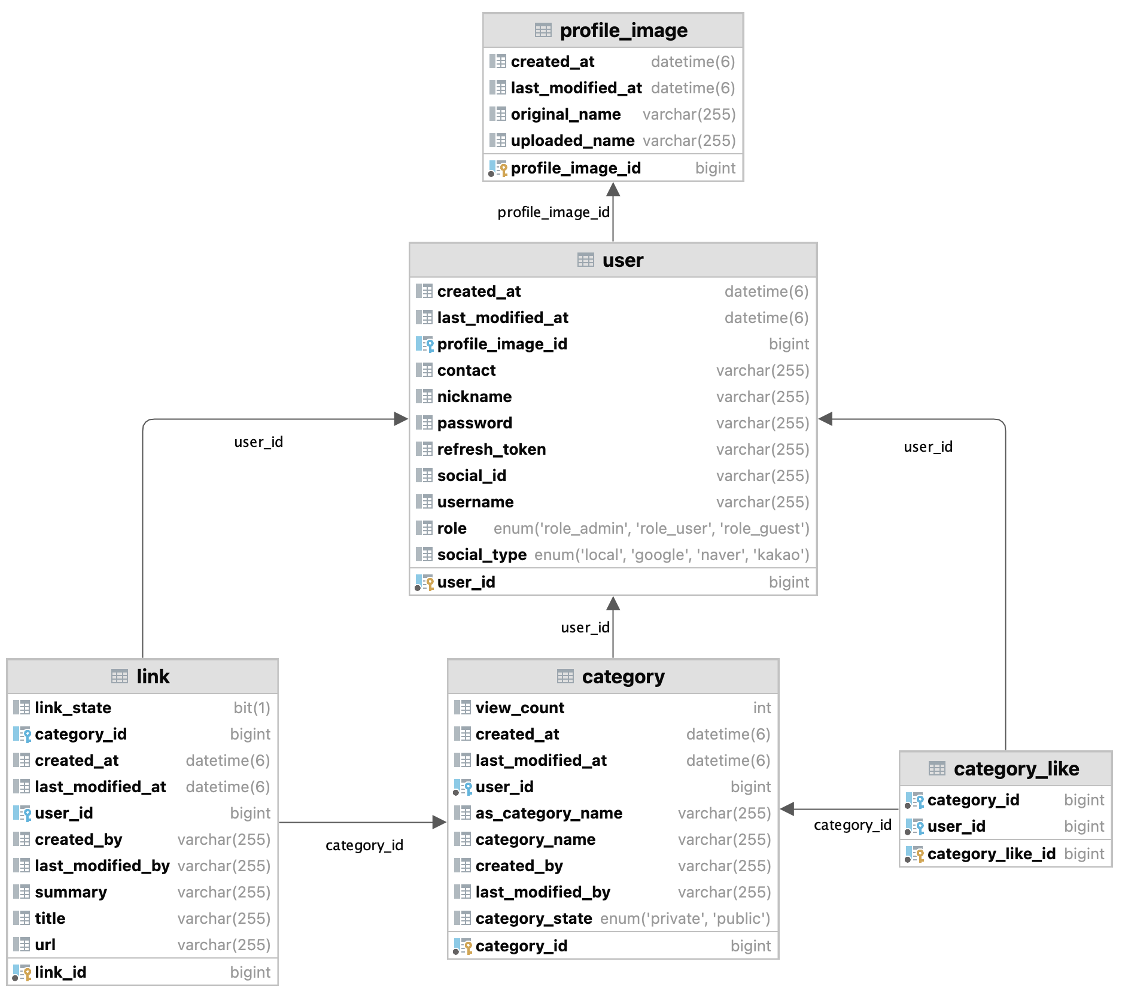 profile_image
created_at datetime(6)
last_modified_at datetime(6)
original_name varchar(255)
uploaded_name varchar(255)
profile_image_id bigint
profile_image_id
user
created_at datetime(6)
last_modified_at datetime(6)
profile_image_id bigint
contact varchar(255)
nickname varchar(255)
password varchar(255)
refresh_token varchar(255)
social_id varchar(255)
username varchar(255)
role enum('role_admin', 'role_user', 'role_guest')
social_type enum('local', 'google', 'naver', 'kakao')
user_id bigint
user_id
user_id
user_id
link
link_state bit(1)
category_id bigint
created_at datetime(6)
last_modified_at datetime(6)
user_id bigint
created_by varchar(255)
last_modified_by varchar(255)
summary varchar(255)
title varchar(255)
url varchar(255)
link_id bigint
category_id
category
view_count int
created_at datetime(6)
last_modified_at datetime(6)
user_id bigint
as_category_name varchar(255)
category_name varchar(255)
created_by varchar(255)
last_modified_by varchar(255)
category_state enum('private', 'public')
category_id bigint
category_id
category_like
category_id bigint
user_id bigint
category_like_id bigint